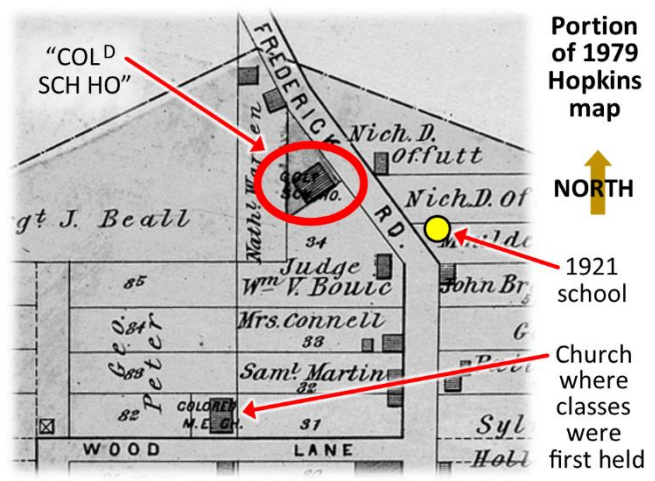 "COLD
SCH HO"
Portion
of 1979
Hopkins
map
NORTH
FREDERICK
RD.
Nich. D.
Offutt
Nich. D. Of
COLD
SCH. HO.
gt J. Beall
34
1921
school
Judge
Wm V. Bouic
John Br
85
Mrs. Connell
33
84
Geo. Peter
Saml Martin
32
83
82
COLORED
M.E. CH.
31
Syl
Holl
WOOD LANE
Church
where
classes
were
first held